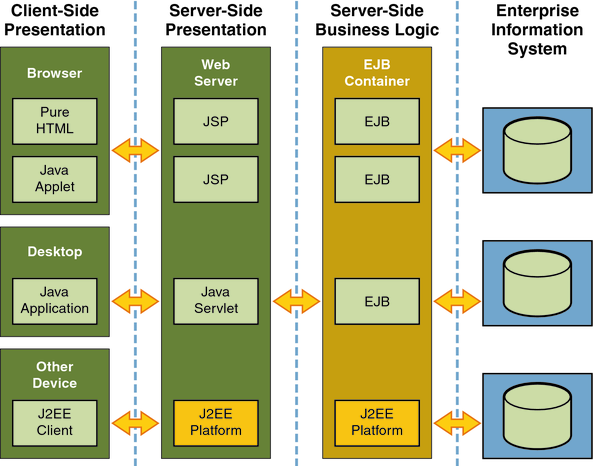 Client-Side
Presentation
Server-Side
Presentation
Server-Side
Business Logic
Enterprise
Information
System
Browser
Pure
HTML
Java
Applet
Desktop
Java
Application
Other
Device
J2EE
Client
Web
Server
JSP
JSP
Java
Servlet
J2EE
Platform
EJB
Container
EJB
EJB
EJB
J2EE
Platform